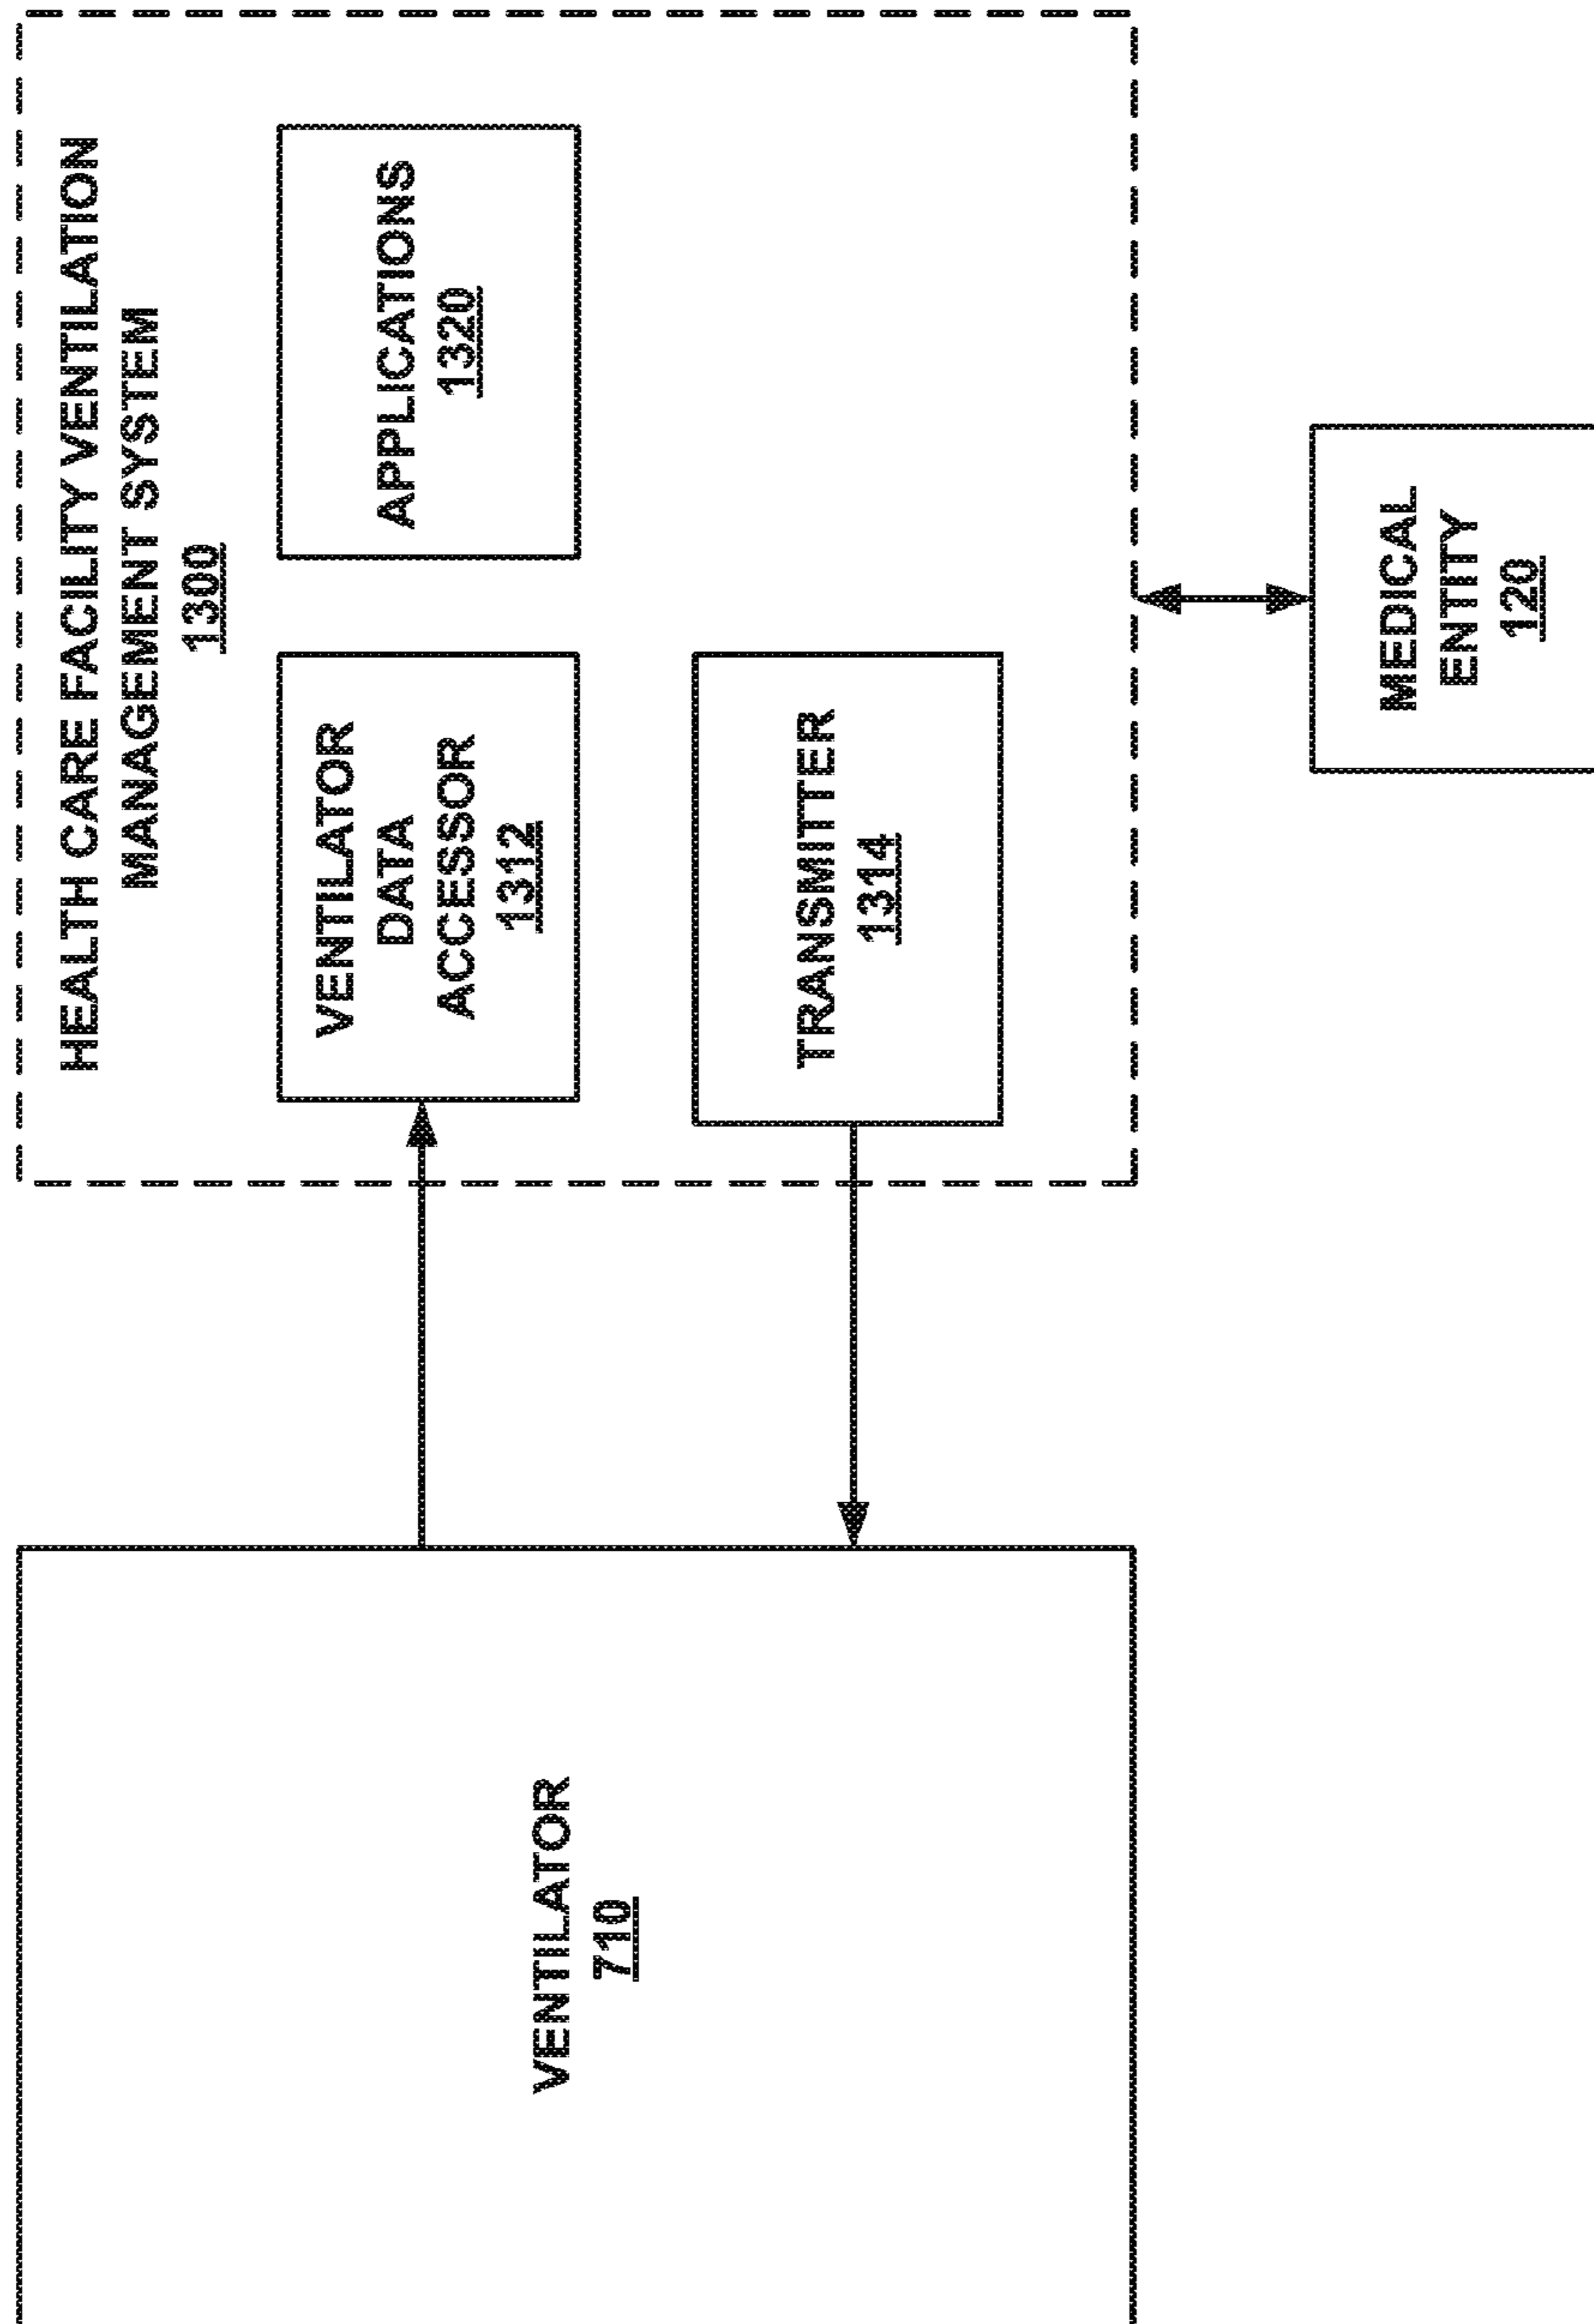 HEALTH CARE FACILITY VENTILATION
MANAGEMENT SYSTEM
1300
VENTILATOR
710
VENTILATOR
DATA
ACCESSOR
1312
APPLICATIONS
1320
TRANSMITTER
1314
MEDICAL
ENTITY
120